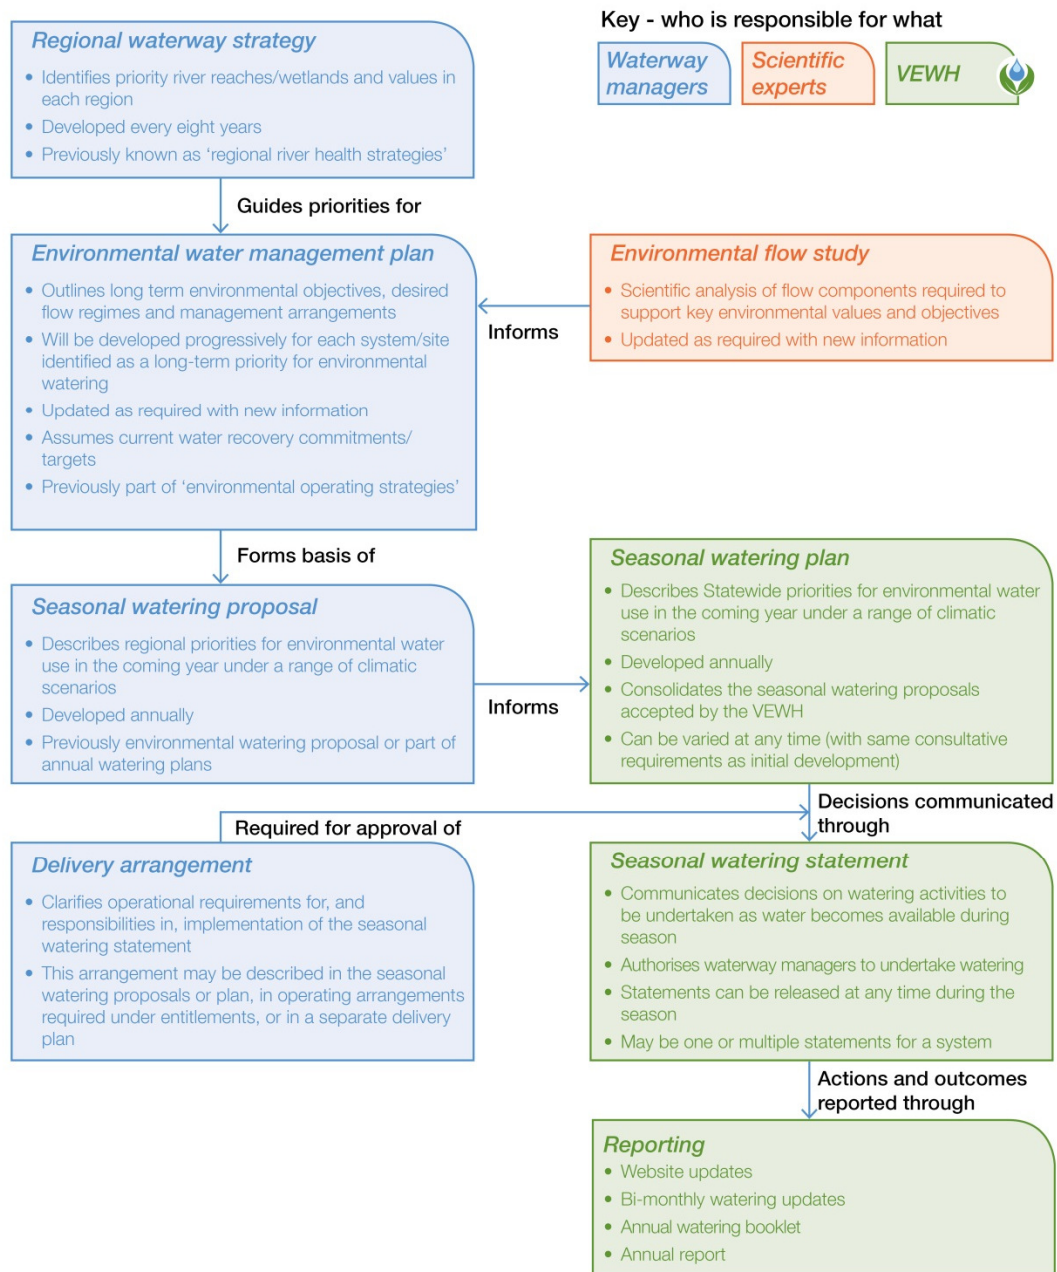 Key - who is responsible for what
Waterway
managers
Scientific
experts
VEWH
Regional waterway strategy
• Identifies priority river reaches/wetlands and values in
each region
• Developed every eight years
• Previously known as ‘regional river health strategies’
Guides priorities for
Environmental water management plan
• Outlines long term environmental objectives, desired
flow regimes and management arrangements
• Will be developed progressively for each system/site
identified as a long-term priority for environmental
watering
• Updated as required with new information
• Assumes current water recovery commitments/
targets
• Previously part of ‘environmental operating strategies’
Informs
Environmental flow study
• Scientific analysis of flow components required to
support key environmental values and objectives
• Updated as required with new information
Forms basis of
Seasonal watering proposal
• Describes regional priorities for environmental water
use in the coming year under a range of climatic
scenarios
• Developed annually
• Previously environmental watering proposal or part of
annual watering plans
Informs
Seasonal watering plan
• Describes Statewide priorities for environmental water
use in the coming year under a range of climatic
scenarios
• Developed annually
• Consolidates the seasonal watering proposals
accepted by the VEWH
• Can be varied at any time (with same consultative
requirements as initial development)
Decisions communicated
through
Required for approval of
Delivery arrangement
• Clarifies operational requirements for, and
responsibilities in, implementation of the seasonal
watering statement
• This arrangement may be described in the seasonal
watering proposals or plan, in operating arrangements
required under entitlements, or in a separate delivery
plan
Seasonal watering statement
• Communicates decisions on watering activities to
be undertaken as water becomes available during
season
• Authorises waterway managers to undertake watering
• Statements can be released at any time during the
season
• May be one or multiple statements for a system
Actions and outcomes
reported through
Reporting
• Website updates
• Bi-monthly watering updates
• Annual watering booklet
• Annual report